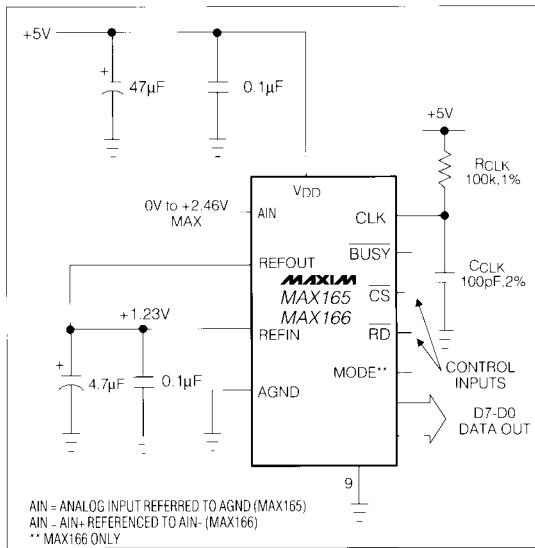 +5V
+
47µF
0.1µF
+5V
RCLK
100k,1%
VDD
0V to +2.46V
MAX
AIN
CLK
REFOUT
BUSY
MAXIM
MAX165
MAX166
CS
CCLK
100pF,2%
+1.23V
REFIN
RD
MODE**
CONTROL
INPUTS
+
4.7µF
0.1µF
AGND
D7-D0
DATA OUT
9
AIN = ANALOG INPUT REFERRED TO AGND (MAX165)
AIN - AIN+ REFERENCED TO AIN- (MAX166)
** MAX166 ONLY